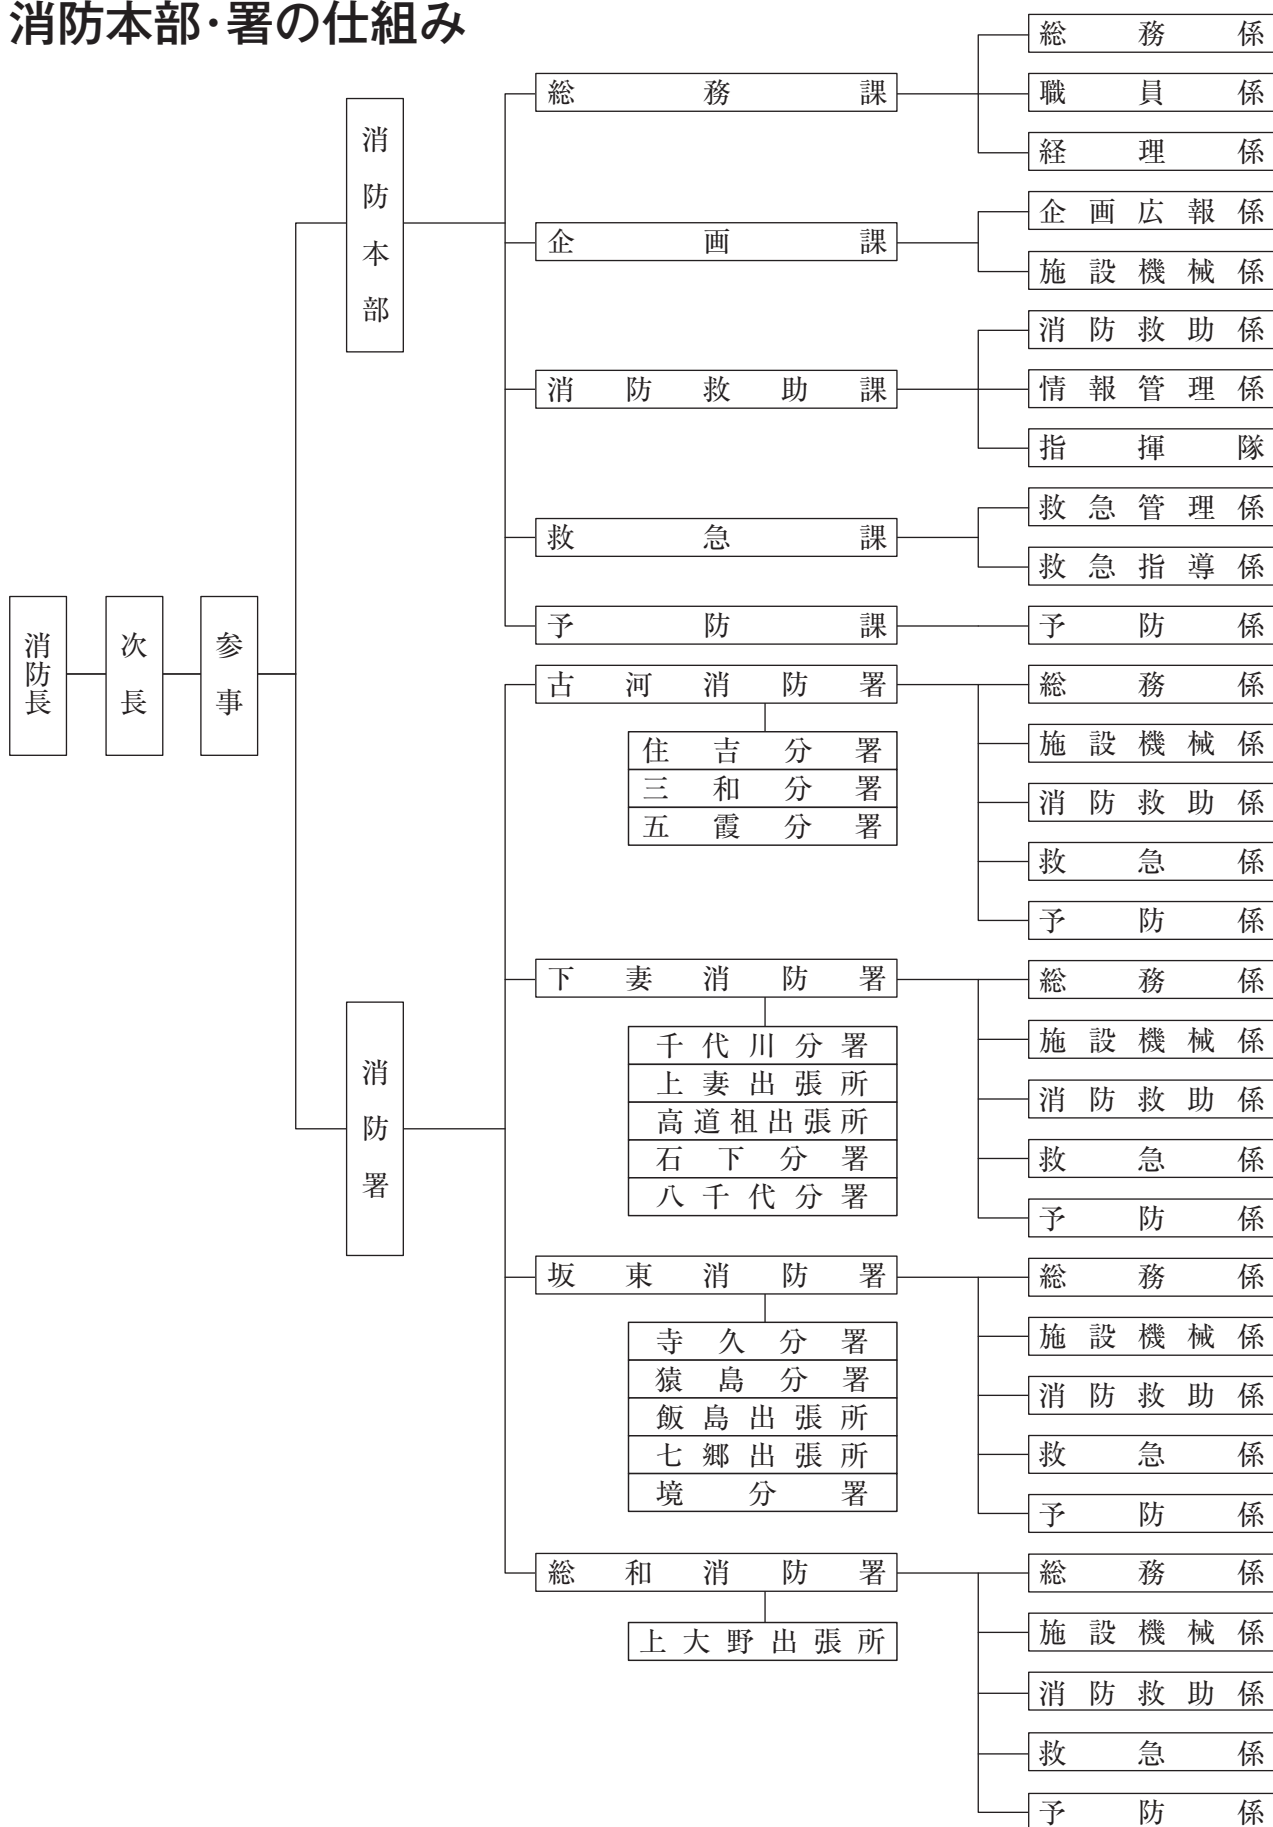 消防本部・署の仕組み
消防長
次長
参事
消防本部
総務課
総務係
職員係
経理係
企画課
企画広報係
施設機械係
消防救助課
消防救助係
情報管理係
指揮隊
救急課
救急管理係
救急指導係
予防課
予防係
消防署
古河消防署
住吉分署
三和分署
五霞分署
総務係
施設機械係
消防救助係
救急係
予防係
下妻消防署
千代川分署
上妻出張所
高道祖出張所
石下分署
八千代分署
総務係
施設機械係
消防救助係
救急係
予防係
坂東消防署
寺久分署
猿島分署
飯島出張所
七郷出張所
境分署
総務係
施設機械係
消防救助係
救急係
予防係
総和消防署
上大野出張所
総務係
施設機械係
消防救助係
救急係
予防係